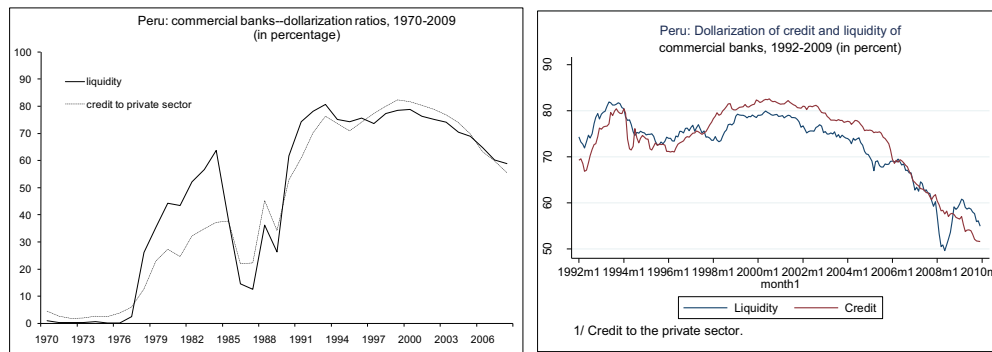 Peru: commercial banks--dollarization ratios, 1970-2009
(in percentage)
100
90
80
70
60
50
40
30
20
10
0
liquidity
credit to private sector
1970 1973 1976 1979 1982 1985 1988 1991 1994 1997 2000 2003 2006
Peru: Dollarization of credit and liquidity of
commercial banks, 1992-2009 (in percent)
90
80
70
60
50
1992m1 1994m1 1996m1 1998m1 2000m1 2002m1 2004m1 2006m1 2008m1 2010m
month1
Liquidity Credit
1/ Credit to the private sector.